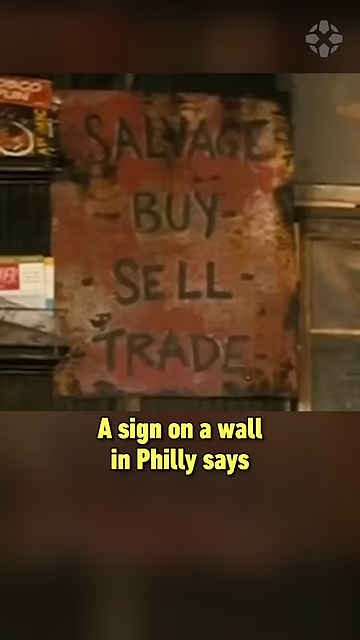 SALVAGE
- BUY -
- SELL -
TRADE
A sign on a wall
in Philly says